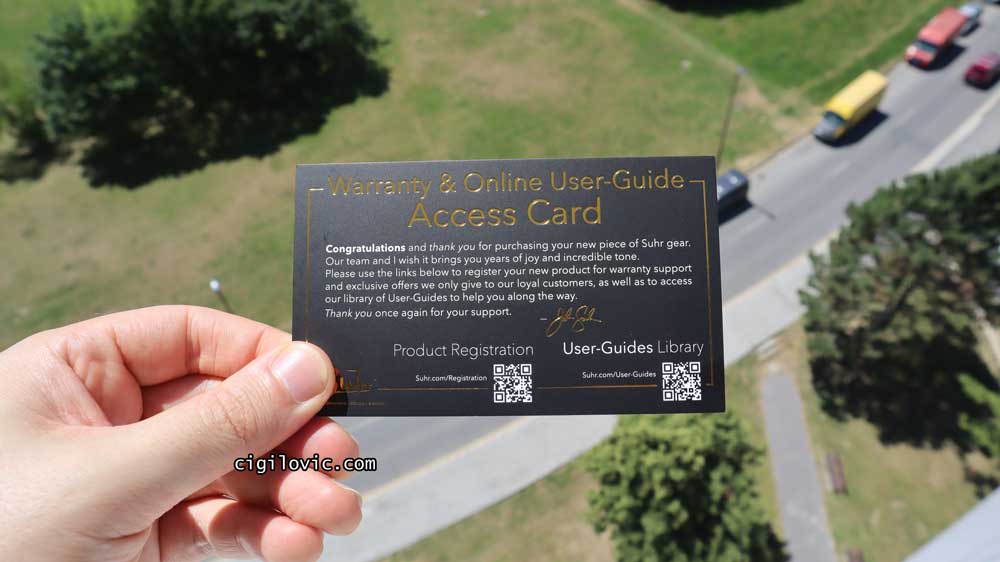 Warranty & Online User-Guide
Access Card
Congratulations and thank you for purchasing your new piece of Suhr gear.
Our team and I wish it brings you years of joy and incredible tone.
Please use the links below to register your new product for warranty support
and exclusive offers we only give to our loyal customers, as well as to access
our library of User-Guides to help you along the way.
Thank you once again for your support.
Product Registration
Suhr.com/Registration
User-Guides Library
Suhr.com/User-Guides
cigilovic.com